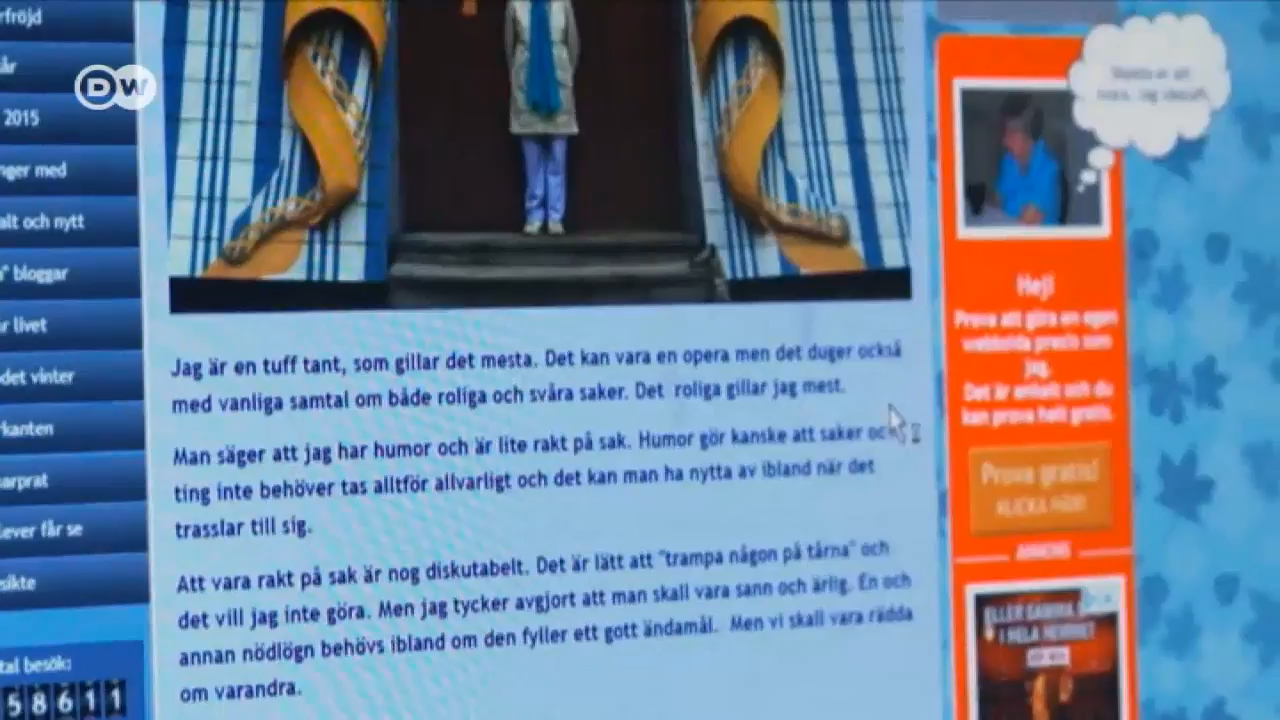 rfröjd
år
DW
2015
nger med
alt och nytt
a" bloggar
ir livet
det vinter
rkanten
arprat
lever får se
sikte
tal besök:
58611
Jag är en tuff tant, som gillar det mesta. Det kan vara en opera men det duger också
med vanliga samtal om både roliga och svåra saker. Det roliga gillar jag mest.
Man säger att jag har humor och är lite rakt på sak. Humor gör kanske att saker och
ting inte behöver tas alltför allvarligt och det kan man ha nytta av ibland när det
trasslar till sig.
Att vara rakt på sak är nog diskutabelt. Det är lätt att "trampa någon på tårna" och
det vill jag inte göra. Men jag tycker avgjort att man skall vara sann och ärlig. En och
annan nödlögn behövs ibland om den fyller ett gott ändamål. Men vi skall vara rädda
om varandra.
Hej!
Prova att göra en egen
webbsida precis som
jag.
Det är enkelt och du
kan prova helt gratis.
Prova gratis!
KLICKA HÄR!
ANNONS